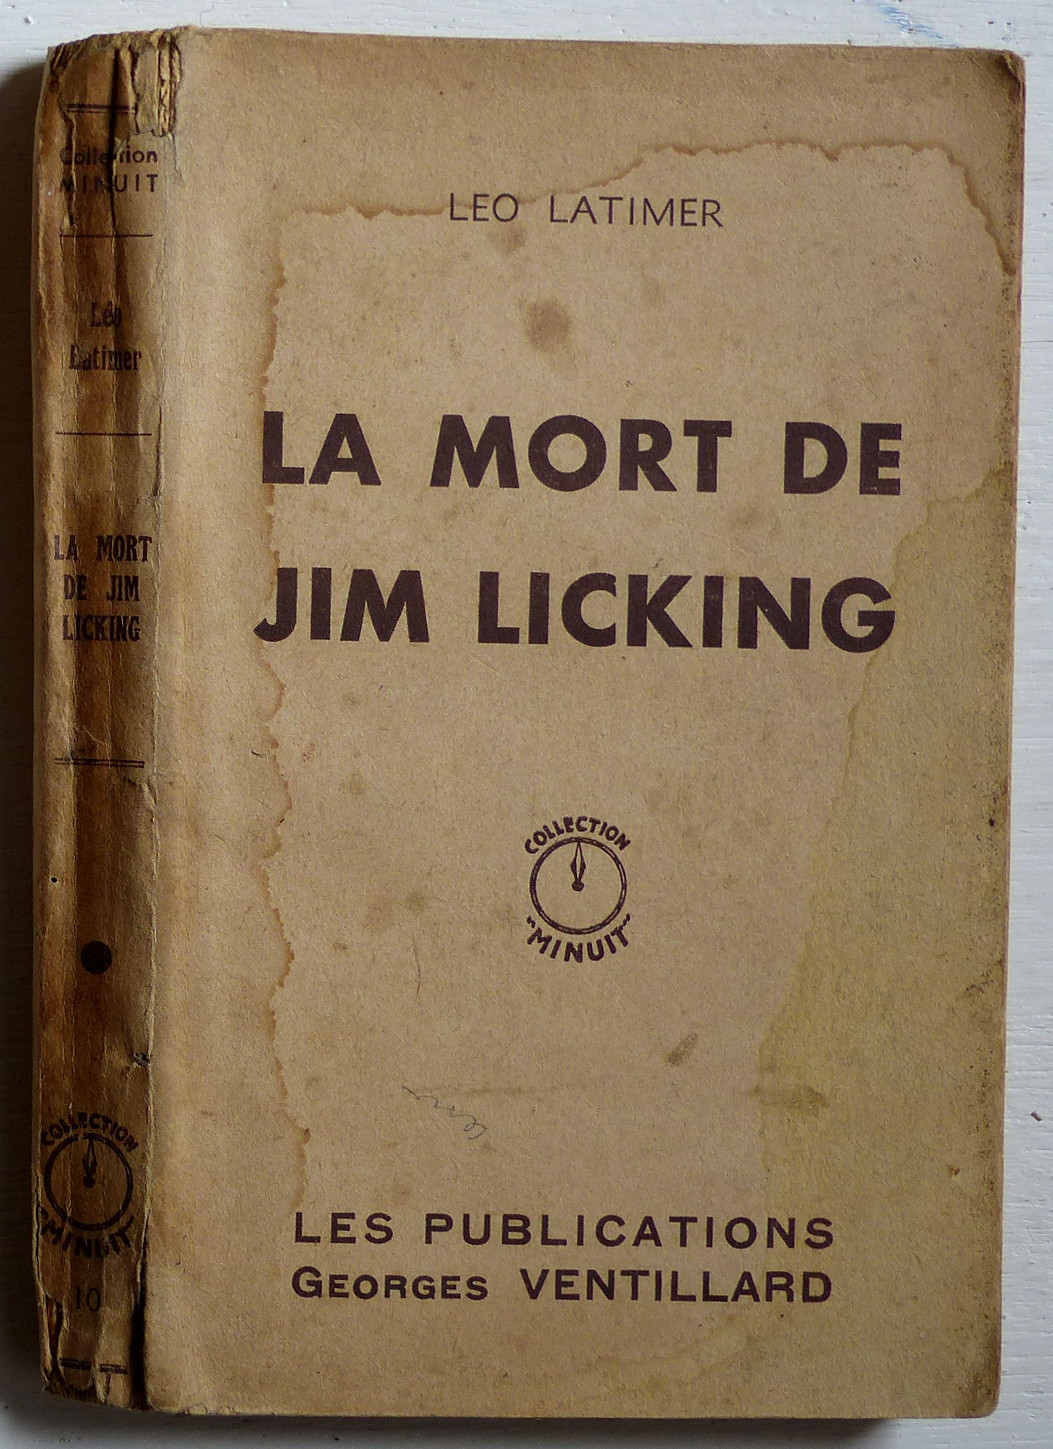 Collection
MINUIT
Léo
Latimer
LA MORT
DE JIM
LICKING
COLLECTION
"MINUIT"
10
LEO LATIMER
LA MORT DE
JIM LICKING
COLLECTION
"MINUIT"
LES PUBLICATIONS
GEORGES VENTILLARD